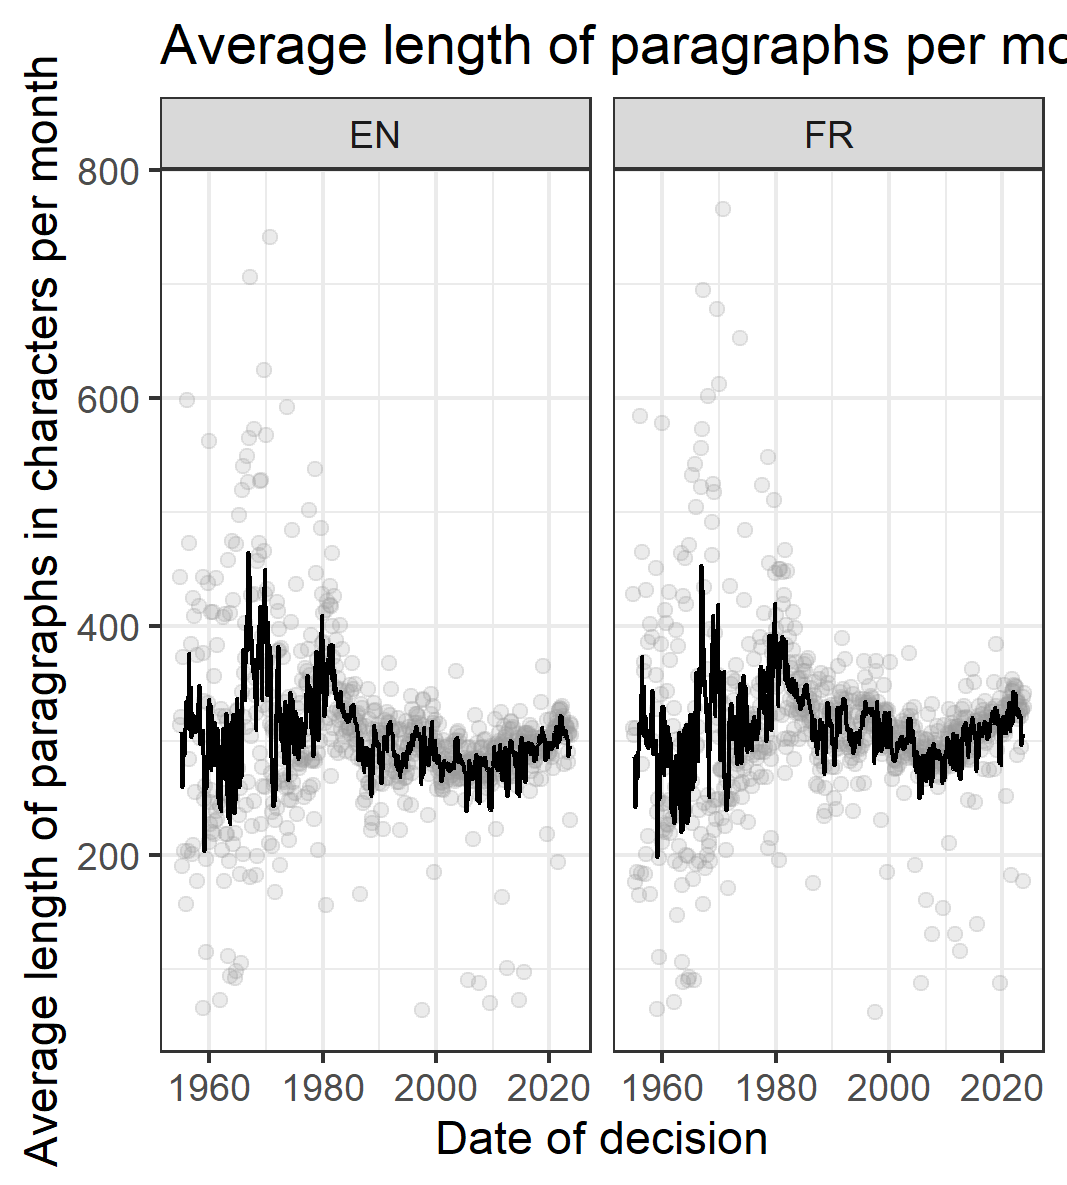 Average length of paragraphs per mo
EN
FR
Average length of paragraphs in characters per month
800
600
400
200
1960 1980 2000 2020
1960 1980 2000 2020
Date of decision